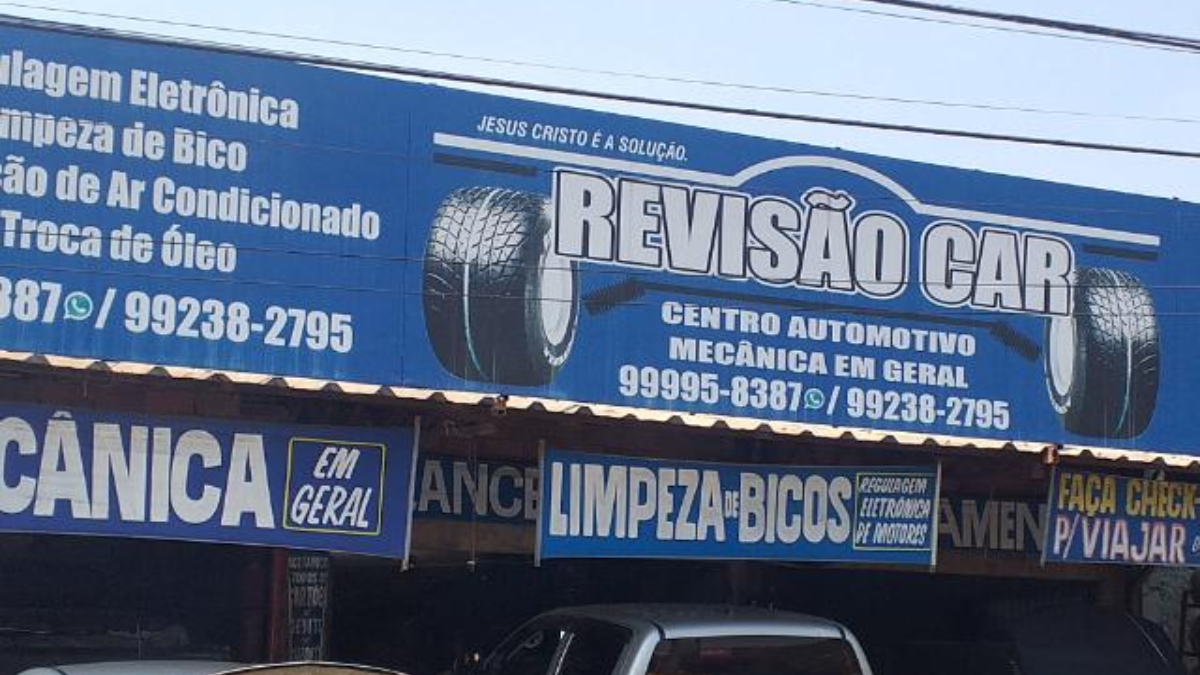 ulagem Eletrônica
mpeza de Bico
ção de Ar Condicionado
Troca de Óleo
387 / 99238-2795
JESUS CRISTO É A SOLUÇÃO.
REVISÃO CAR
CENTRO AUTOMOTIVO
MECÂNICA EM GERAL
99995-8387 / 99238-2795
CÂNICA EM GERAL
ANCE
LIMPEZA DE BICOS
REGULAGEM
ELETRÔNICA
DE MOTORES
AMEN
FAÇA CHECK
P/ VIAJAR